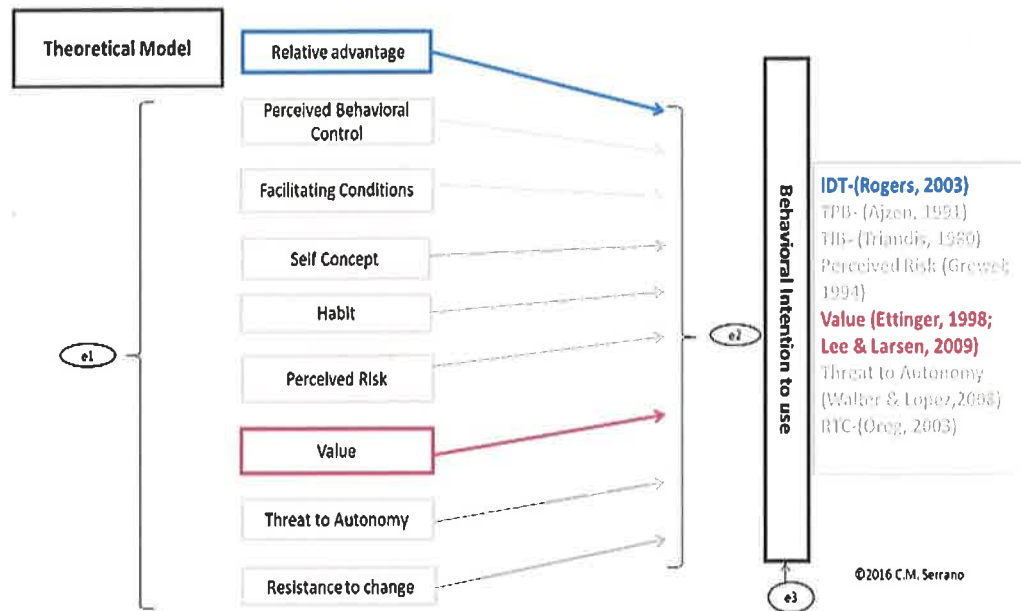 Theoretical Model
Relative advantage
Perceived Behavioral
Control
Facilitating Conditions
Self Concept
Habit
Perceived Risk
Value
Threat to Autonomy
Resistance to change
e1
e2
e3
Behavioral Intention to use
IDT-(Rogers, 2003)
TPB- (Ajzen, 1991)
TIB- (Triandis, 1980)
Perceived Risk (Grewel;
1994)
Value (Ettinger, 1998;
Lee & Larsen, 2009)
Threat to Autonomy
(Walter & Lopez,2008)
RTC-(Oreg, 2003)
©2016 C.M. Serrano